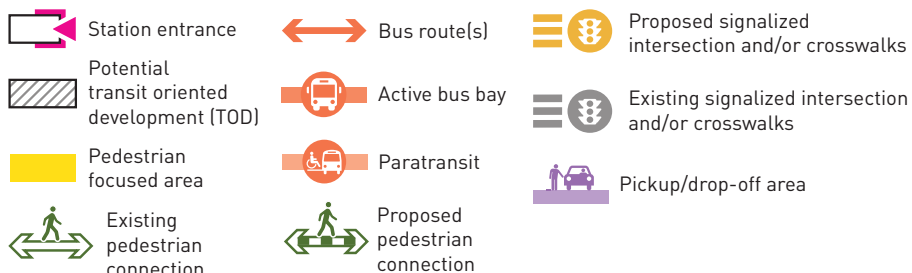 Station entrance
Potential
transit oriented
development (TOD)
Pedestrian
focused area
Existing
pedestrian
connection
Bus route(s)
Active bus bay
Paratransit
Proposed
pedestrian
connection
Proposed signalized
intersection and/or crosswalks
Existing signalized intersection
and/or crosswalks
Pickup/drop-off area